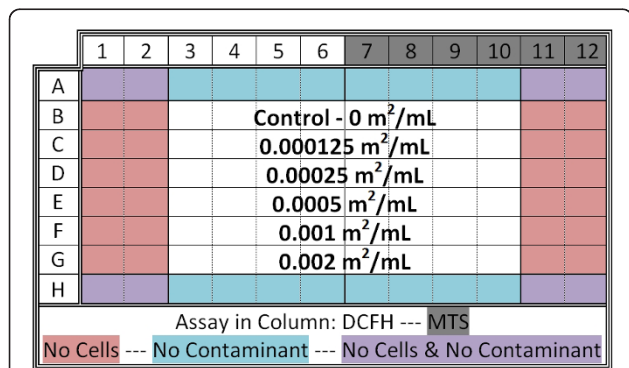 1 2 3 4 5 6 7 8 9 10 11 12
A
B Control - 0 m²/mL
C 0.000125 m²/mL
D 0.00025 m²/mL
E 0.0005 m²/mL
F 0.001 m²/mL
G 0.002 m²/mL
H
Assay in Column: DCFH --- MTS
No Cells --- No Contaminant --- No Cells & No Contaminant